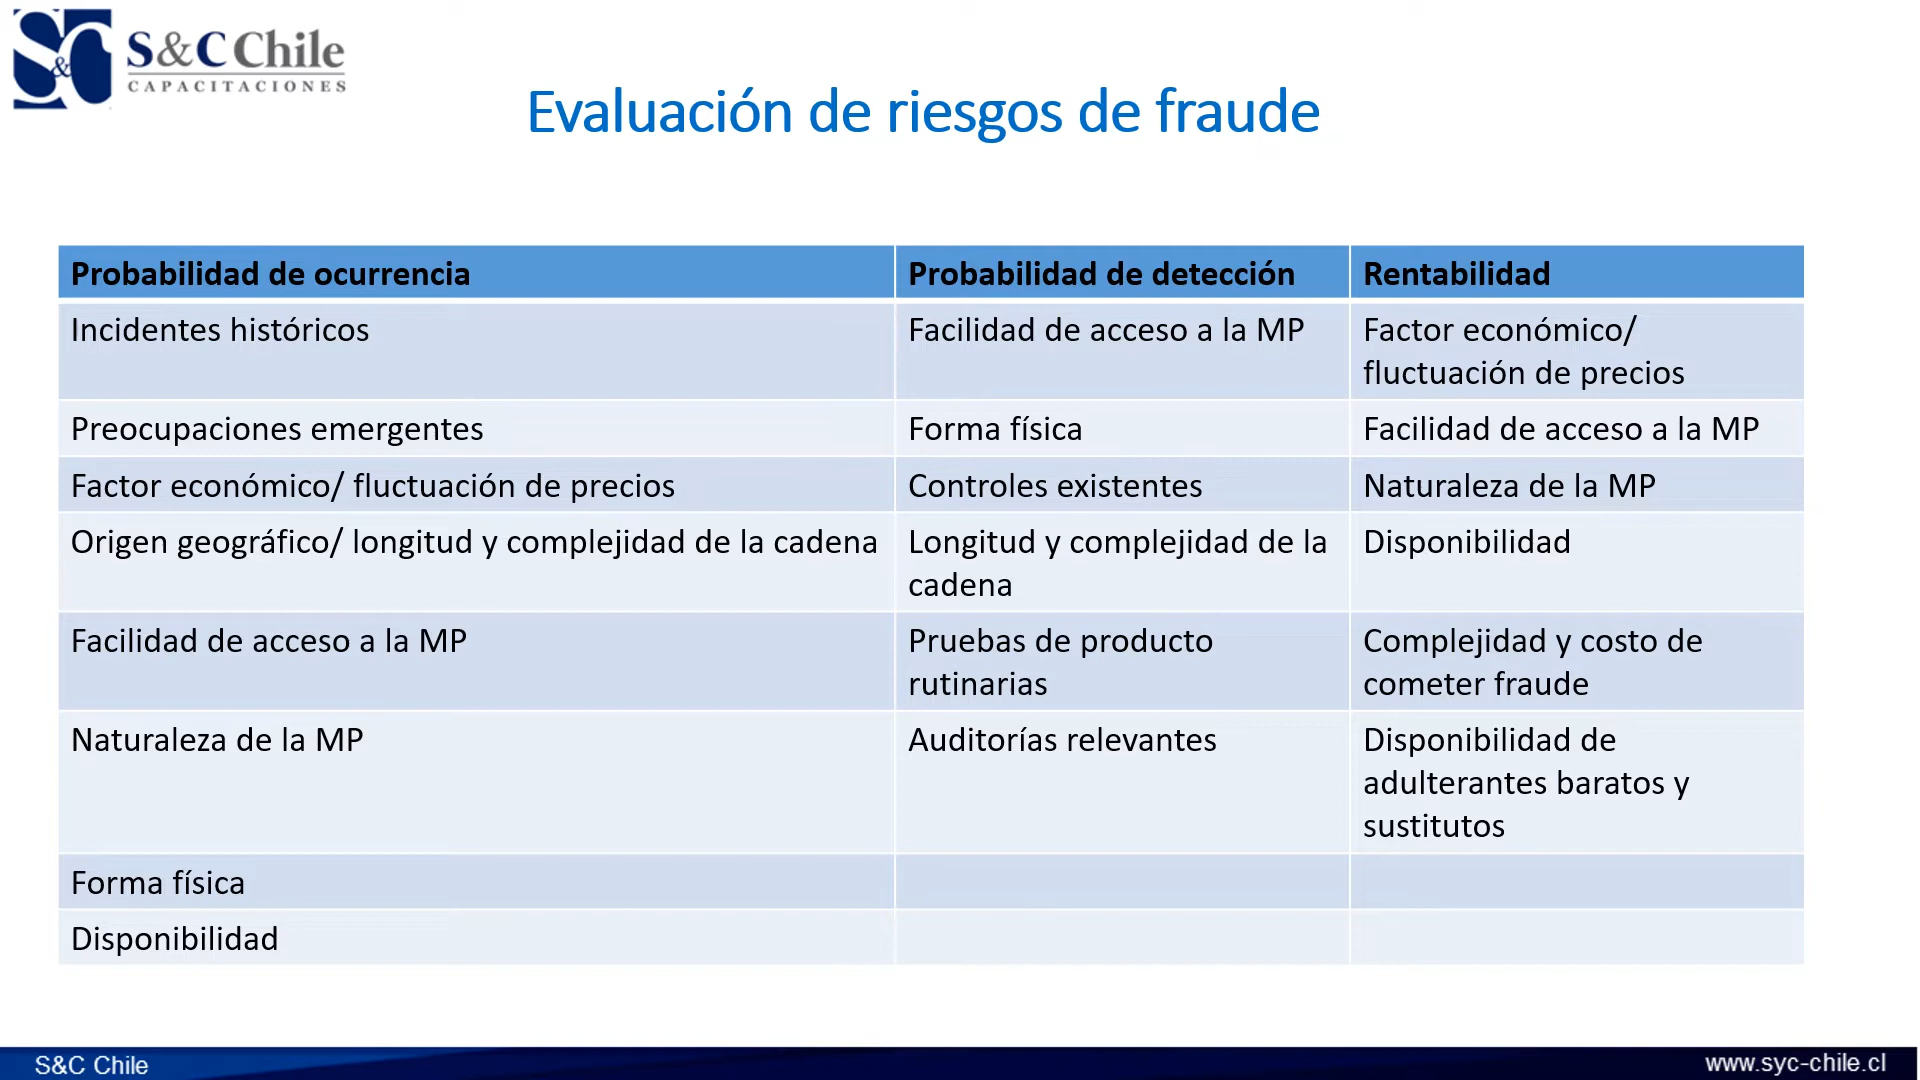 S&C Chile
CAPACITACIONES
Evaluación de riesgos de fraude
Probabilidad de ocurrencia
Probabilidad de detección
Rentabilidad
Incidentes históricos
Facilidad de acceso a la MP
Factor económico/
fluctuación de precios
Preocupaciones emergentes
Forma física
Facilidad de acceso a la MP
Factor económico/ fluctuación de precios
Controles existentes
Naturaleza de la MP
Origen geográfico/ longitud y complejidad de la cadena
Longitud y complejidad de la
cadena
Disponibilidad
Facilidad de acceso a la MP
Pruebas de producto
rutinarias
Complejidad y costo de
cometer fraude
Naturaleza de la MP
Auditorías relevantes
Disponibilidad de
adulterantes baratos y
sustitutos
Forma física
Disponibilidad
S&C Chile
www.syc-chile.cl